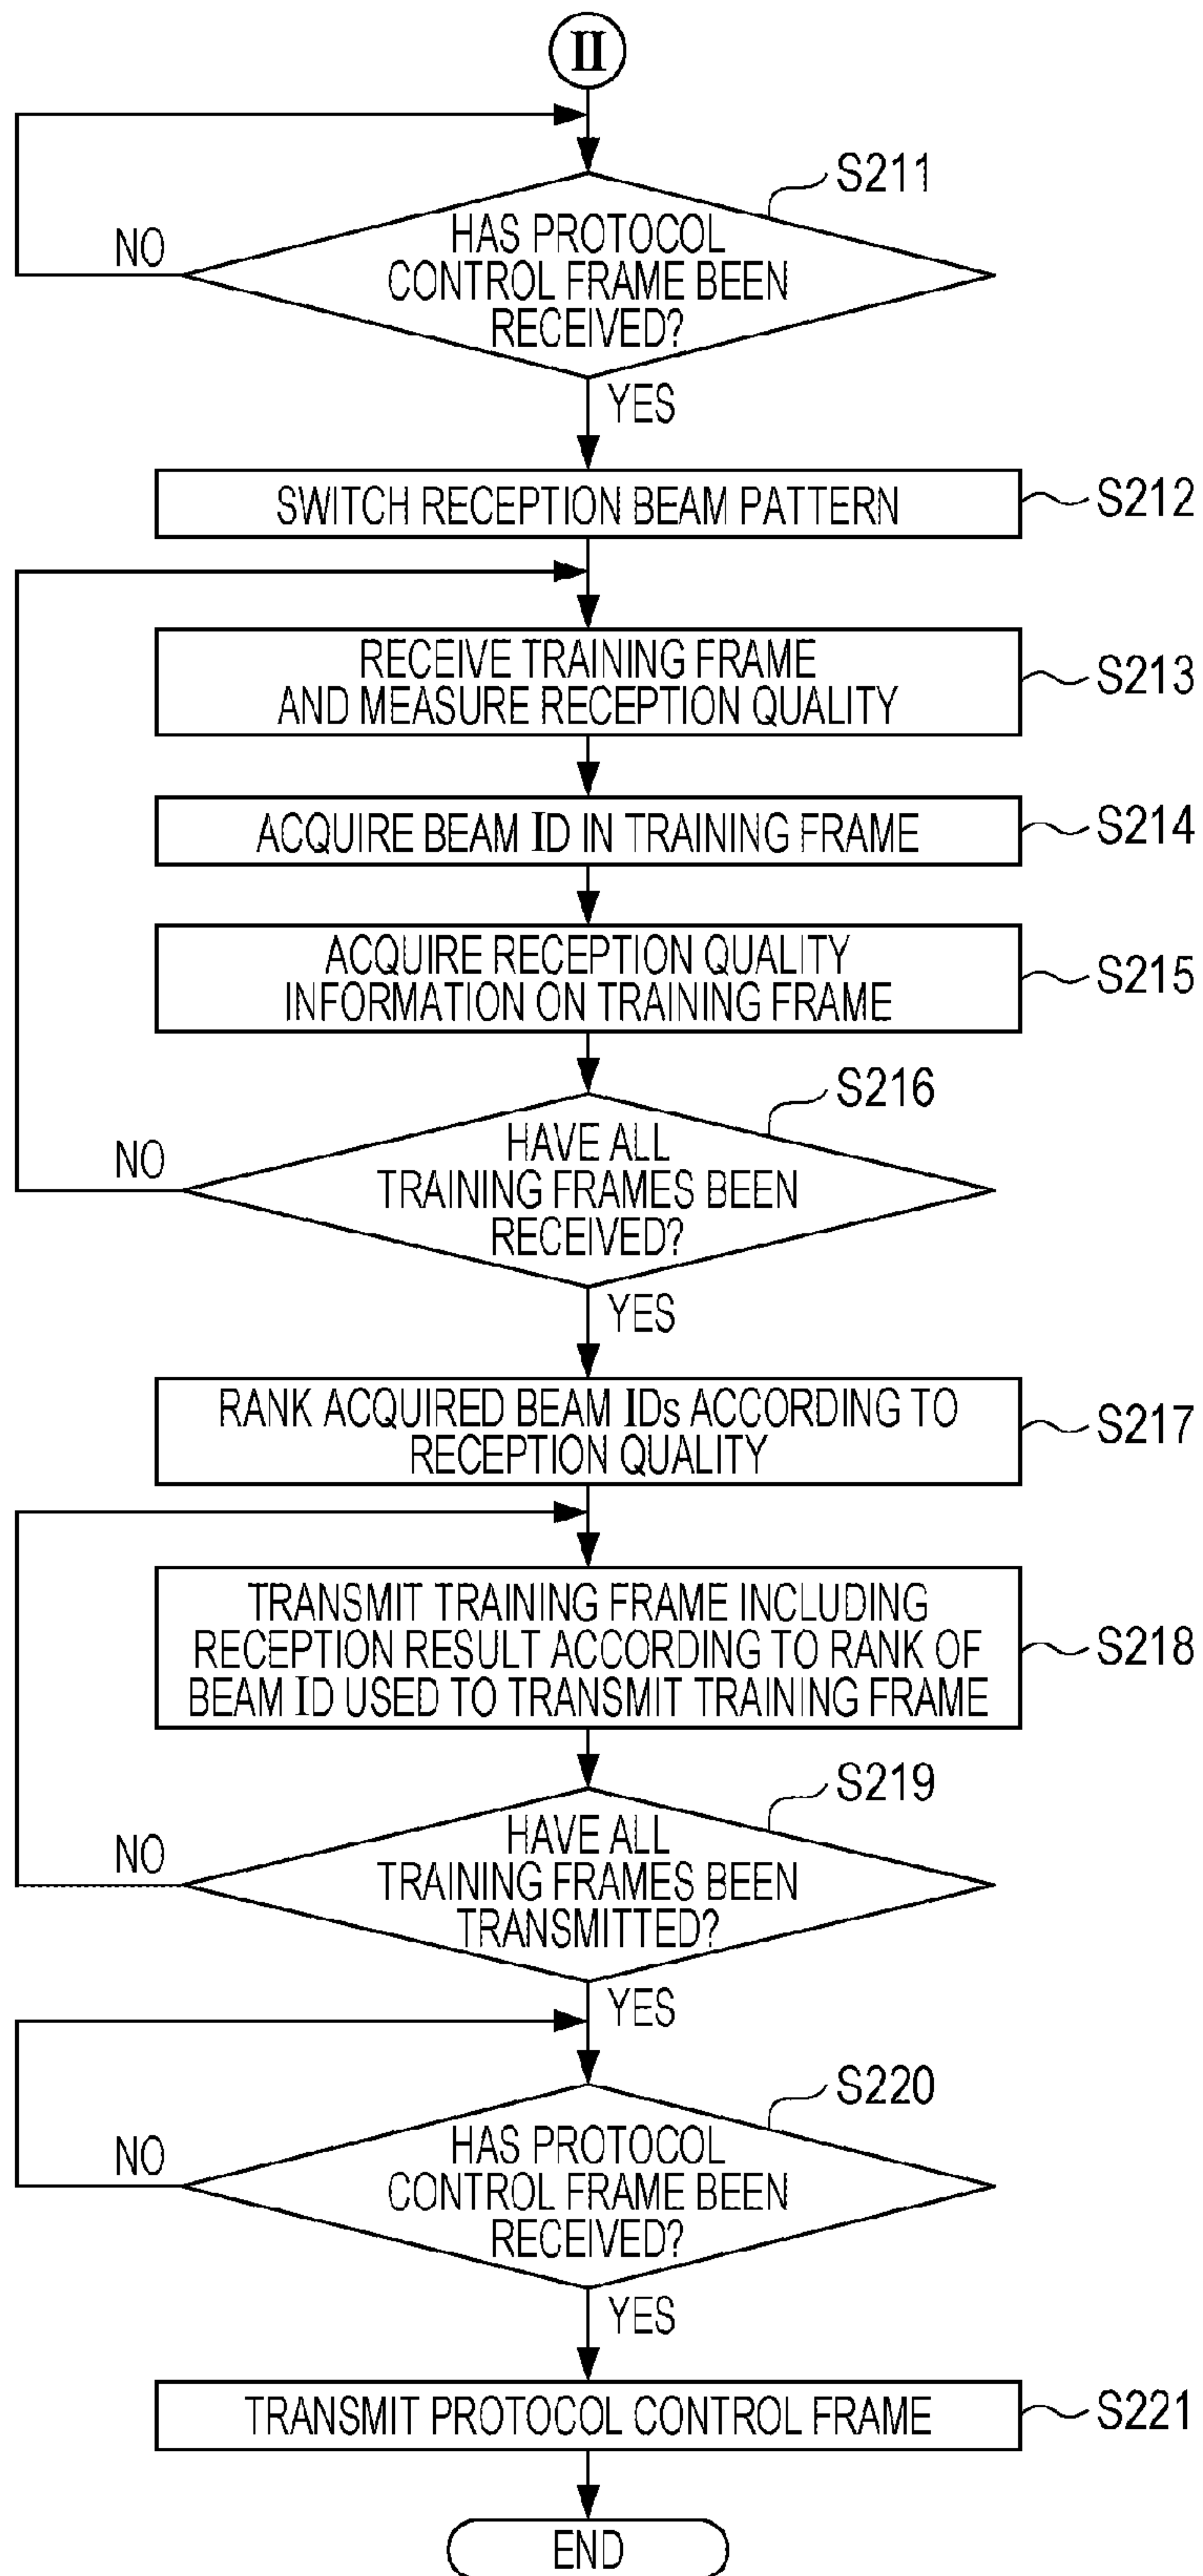 II
S211
HAS PROTOCOL
CONTROL FRAME BEEN
RECEIVED?
NO
YES
SWITCH RECEPTION BEAM PATTERN
S212
RECEIVE TRAINING FRAME
AND MEASURE RECEPTION QUALITY
S213
ACQUIRE BEAM ID IN TRAINING FRAME
S214
ACQUIRE RECEPTION QUALITY
INFORMATION ON TRAINING FRAME
S215
S216
HAVE ALL
TRAINING FRAMES BEEN
RECEIVED?
NO
YES
RANK ACQUIRED BEAM IDs ACCORDING TO
RECEPTION QUALITY
S217
TRANSMIT TRAINING FRAME INCLUDING
RECEPTION RESULT ACCORDING TO RANK OF
BEAM ID USED TO TRANSMIT TRAINING FRAME
S218
S219
HAVE ALL
TRAINING FRAMES BEEN
TRANSMITTED?
NO
YES
S220
HAS PROTOCOL
CONTROL FRAME BEEN
RECEIVED?
NO
YES
TRANSMIT PROTOCOL CONTROL FRAME
S221
END